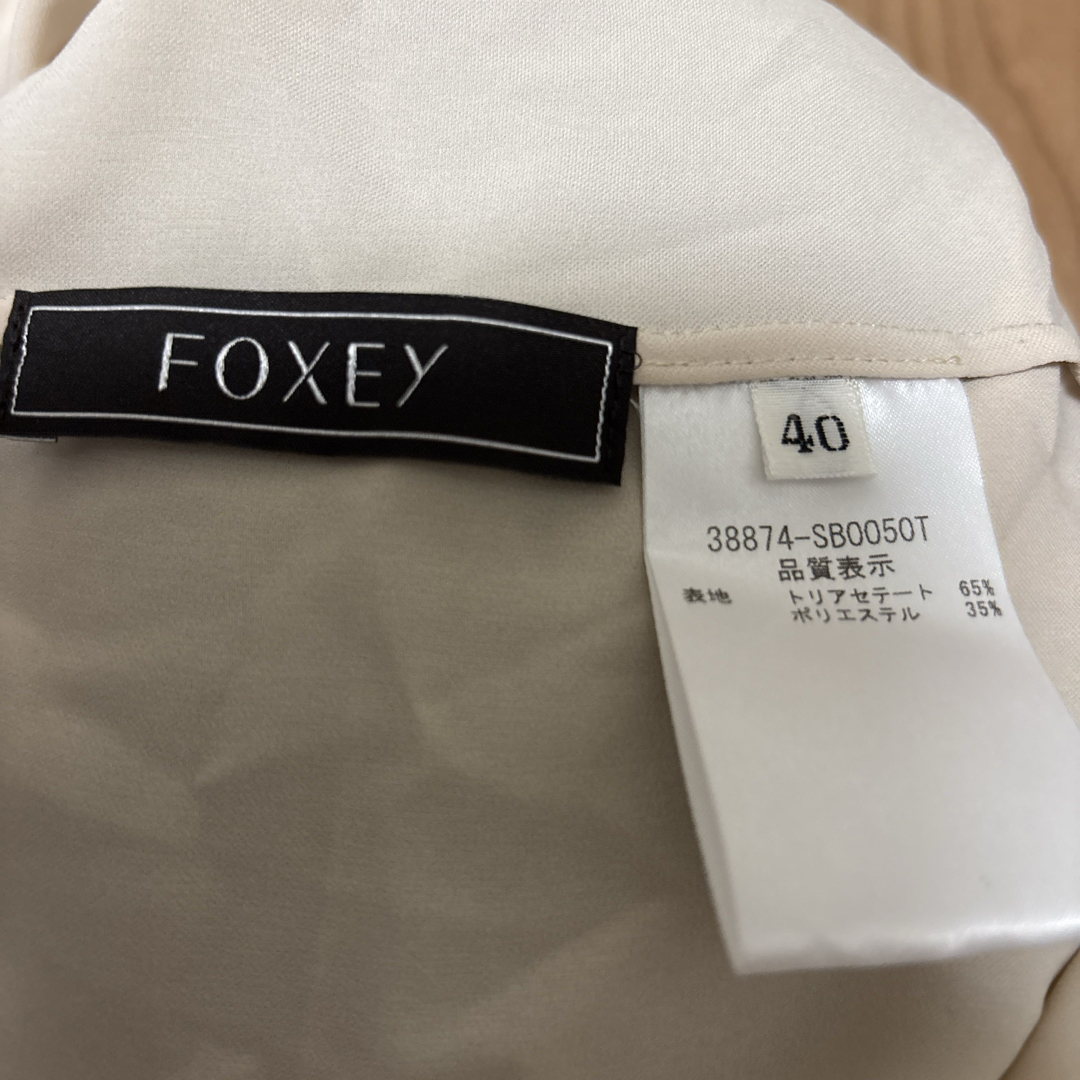 FOXEY
40
38874-SB0050T
品質表示
表地 トリアセテート 65%
ポリエステル 35%